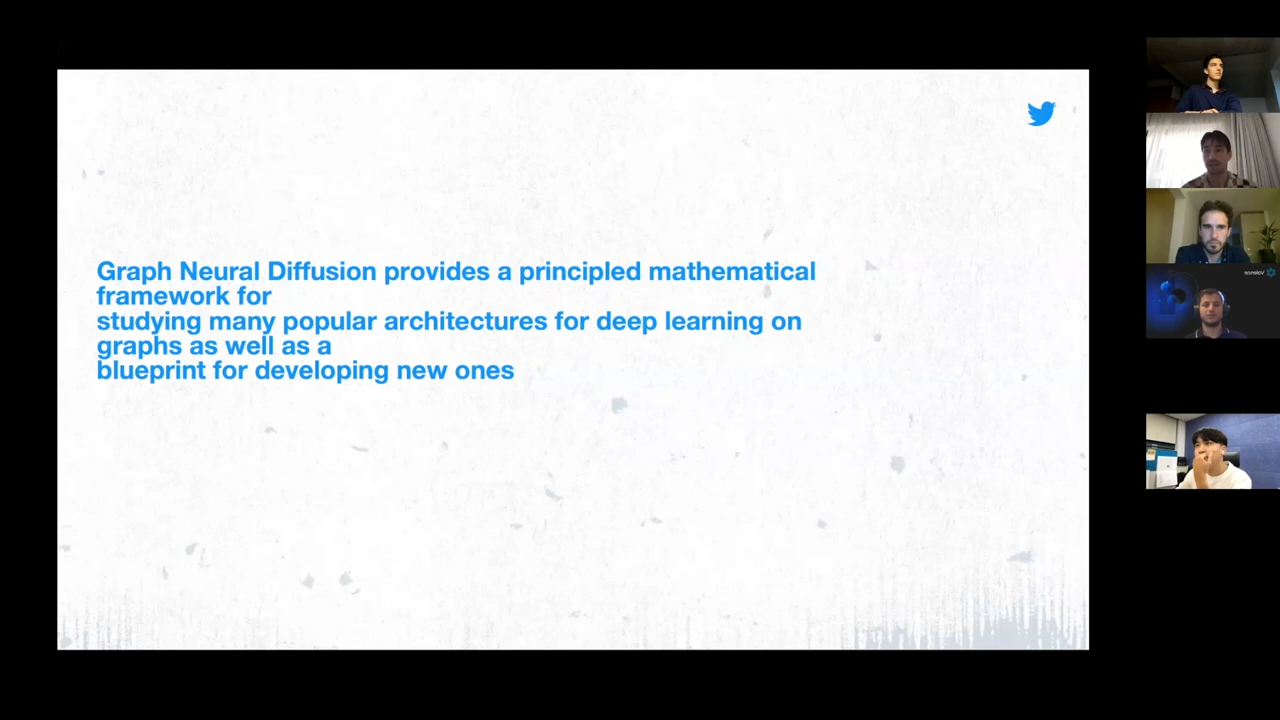 Graph Neural Diffusion provides a principled mathematical
framework for
studying many popular architectures for deep learning on
graphs as well as a
blueprint for developing new ones